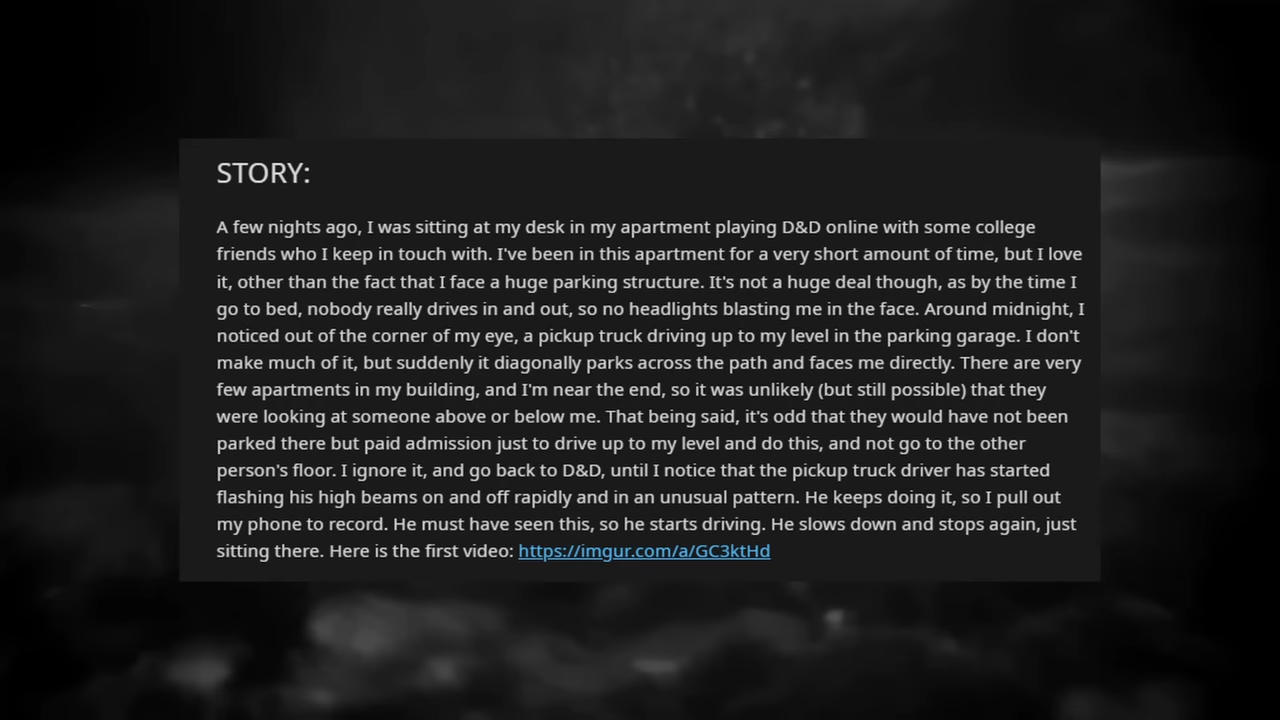 STORY:
A few nights ago, I was sitting at my desk in my apartment playing D&D online with some college
friends who I keep in touch with. I've been in this apartment for a very short amount of time, but I love
it, other than the fact that I face a huge parking structure. It's not a huge deal though, as by the time I
go to bed, nobody really drives in and out, so no headlights blasting me in the face. Around midnight, I
noticed out of the corner of my eye, a pickup truck driving up to my level in the parking garage. I don't
make much of it, but suddenly it diagonally parks across the path and faces me directly. There are very
few apartments in my building, and I'm near the end, so it was unlikely (but still possible) that they
were looking at someone above or below me. That being said, it's odd that they would have not been
parked there but paid admission just to drive up to my level and do this, and not go to the other
person's floor. I ignore it, and go back to D&D, until I notice that the pickup truck driver has started
flashing his high beams on and off rapidly and in an unusual pattern. He keeps doing it, so I pull out
my phone to record. He must have seen this, so he starts driving. He slows down and stops again, just
sitting there. Here is the first video: https://imgur.com/a/GC3ktHd